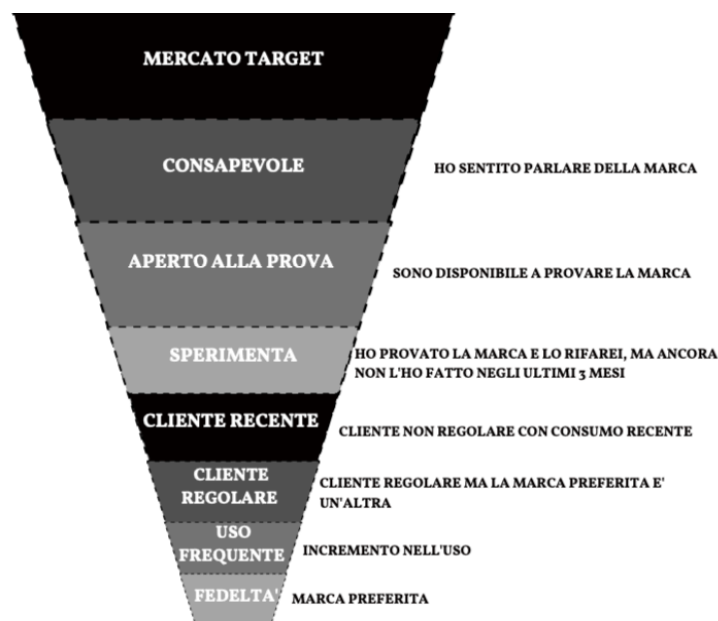 MERCATO TARGET
CONSAPEVOLE
HO SENTITO PARLARE DELLA MARCA
APERTO ALLA PROVA
SONO DISPONIBILE A PROVARE LA MARCA
SPERIMENTA
HO PROVATO LA MARCA E LO RIFAREI, MA ANCORA
NON L'HO FATTO NEGLI ULTIMI 3 MESI
CLIENTE RECENTE
CLIENTE NON REGOLARE CON CONSUMO RECENTE
CLIENTE
REGOLARE
CLIENTE REGOLARE MA LA MARCA PREFERITA E'
UN'ALTRA
USO
FREQUENTE
INCREMENTO NELL'USO
FEDELTA'
MARCA PREFERITA